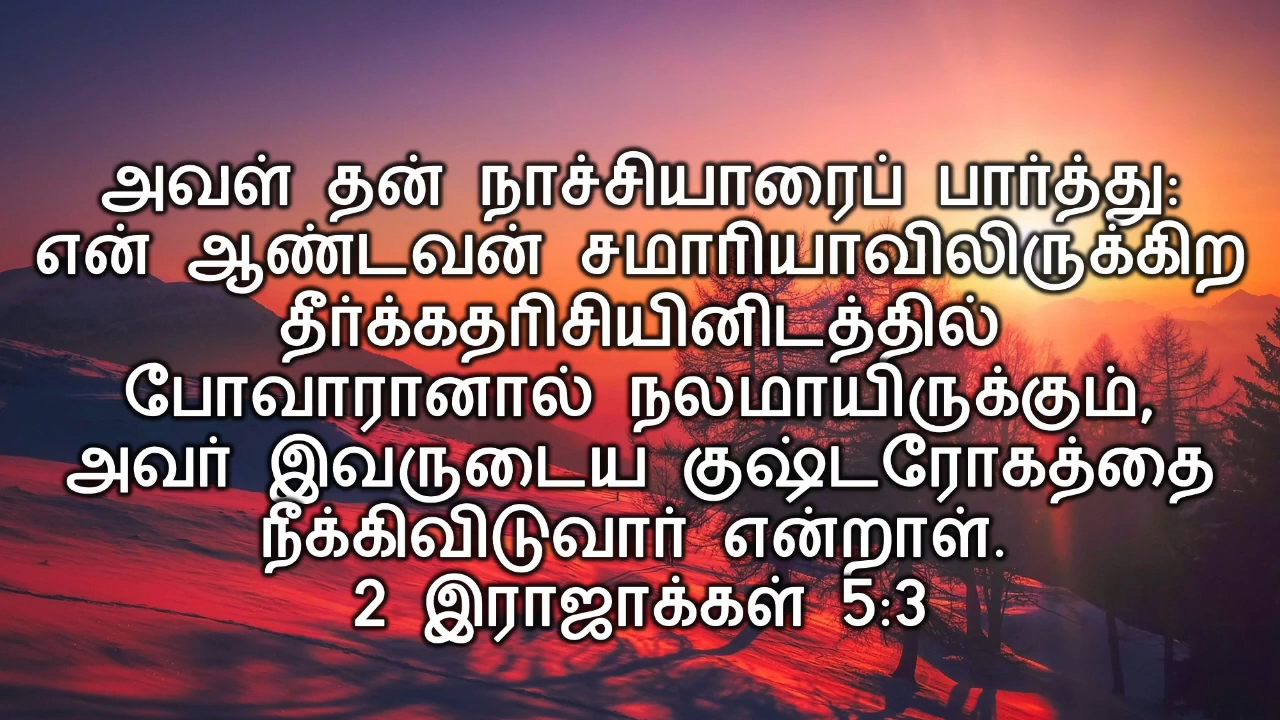 அவள் தன் நாச்சியாரைப் பார்த்து:
என் ஆண்டவன் சமாரியாவிலிருக்கிற
தீர்க்கதரிசியினிடத்தில்
போவாரானால் நலமாயிருக்கும்,
அவர் இவருடைய குஷ்டரோகத்தை
நீக்கிவிடுவார் என்றாள்.
2 இராஜாக்கள் 5:3